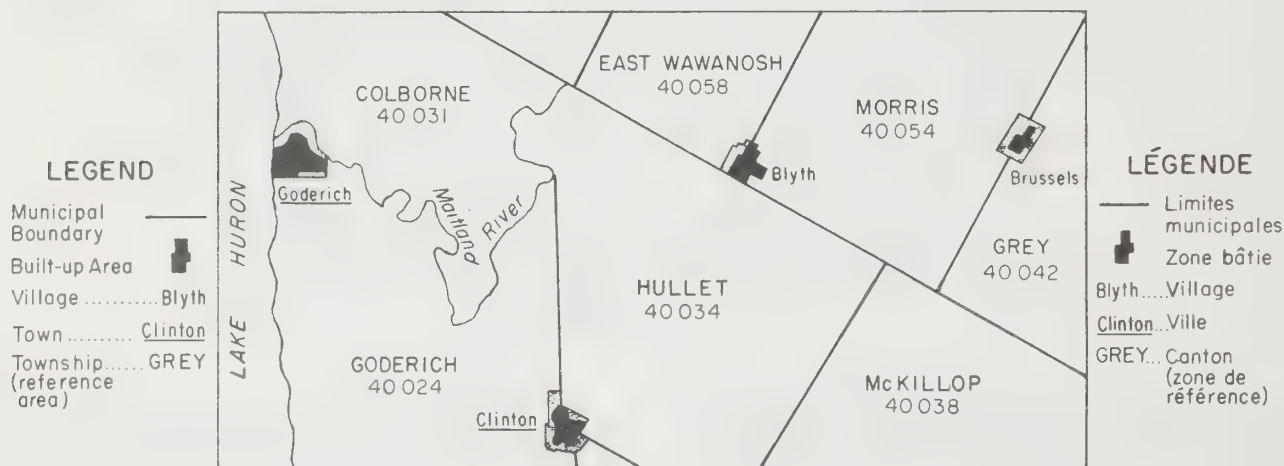 LEGEND
Municipal
Boundary
Built-up Area
Village .......... Blyth
Town ........ Clinton
Township ...... GREY
(reference
area)
LAKE HURON
COLBORNE
40 031
Goderich
Maitland
River
GODERICH
40 024
Clinton
EAST WAWANOSH
40 058
Blyth
MORRIS
40 054
Brussels
GREY
40 042
HULLET
40 034
McKILLOP
40 038
LÉGENDE
Limites
municipales
Zone bâtie
Blyth.....Village
Clinton...Ville
GREY... Canton
(zone de
référence)